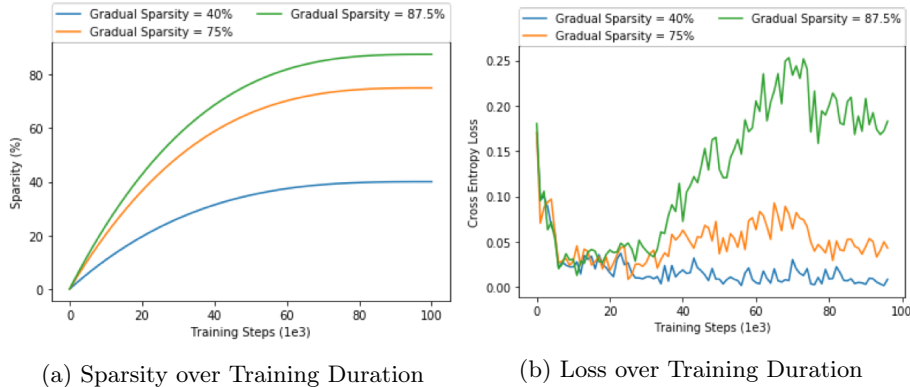 Gradual Sparsity = 40%
Gradual Sparsity = 75%
Gradual Sparsity = 87.5%
80
60
40
20
0
Sparsity (%)
0 20 40 60 80 100
Training Steps (1e3)
(a) Sparsity over Training Duration
Gradual Sparsity = 40%
Gradual Sparsity = 75%
Gradual Sparsity = 87.5%
0.25
0.20
0.15
0.10
0.05
0.00
Cross Entropy Loss
0 20 40 60 80 100
Training Steps (1e3)
(b) Loss over Training Duration